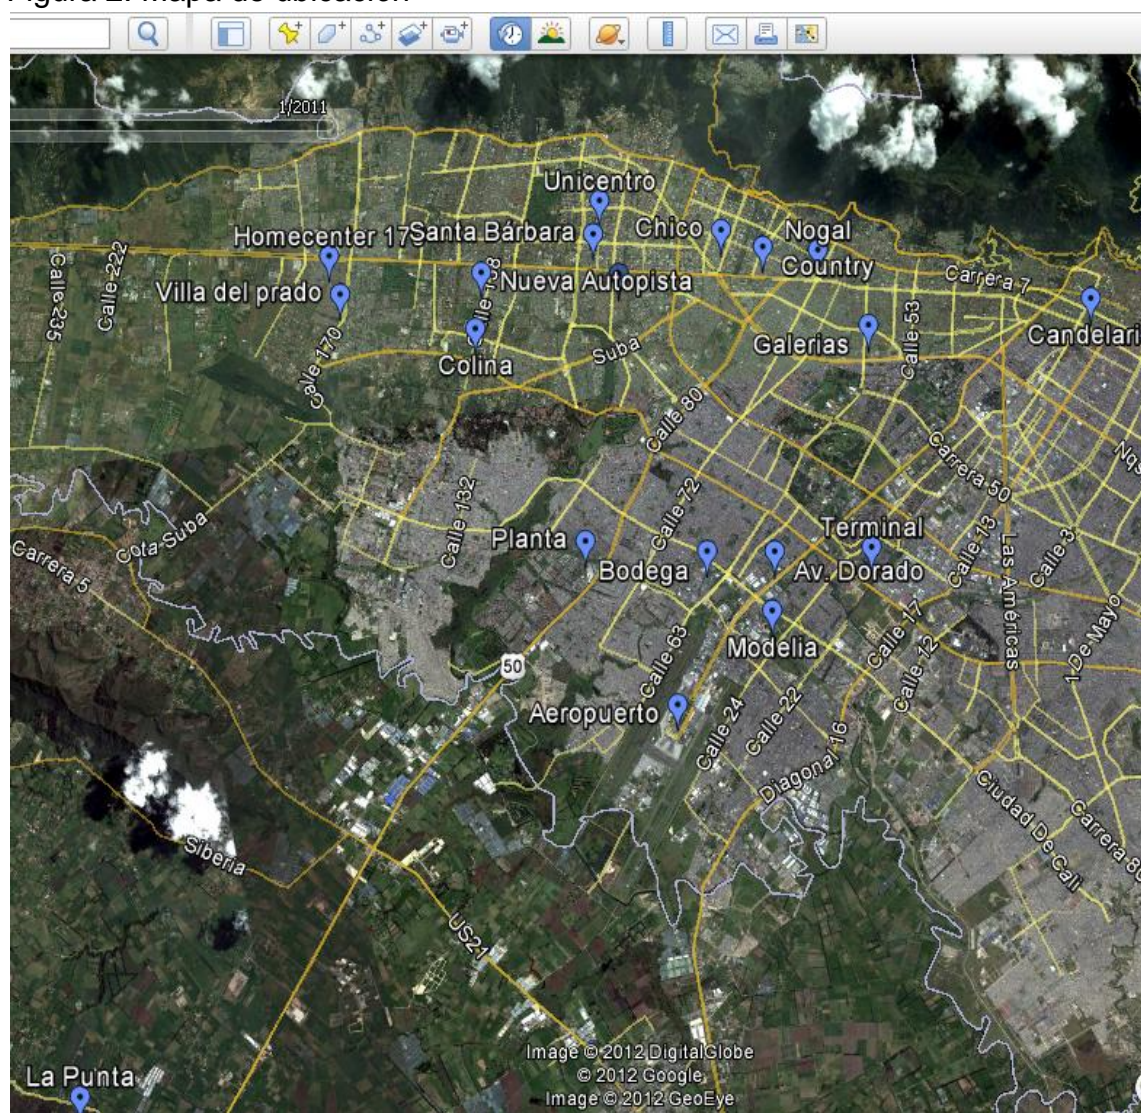 Figura 2. Mapa de ubicación
1/2011
Unicentro
Chico
Nogal
Homecenter 17
Santa Bárbara
Country
Calle 222
Calle 235
Nueva Autopista
Carrera 7
Villa del prado
Candelari
Calle 170
Colina
Suba
Galerias
Calle 53
Calle 80
Carrera 50
Nqs
Calle 132
Calle 72
Cota-Suba
Planta
Terminal
Calle 13
Carrera 5
Bodega
Av. Dorado
Las Américas
Calle 3
Calle 17
Modelia
1 De Mayo
Calle 63
Calle 12
50
Aeropuerto
Calle 24
Calle 22
Diagonal 16
Ciudad De Cali
Carrera 80
Siberia
US21
Image © 2012 DigitalGlobe
© 2012 Google
Image © 2012 GeoEye
La Punta